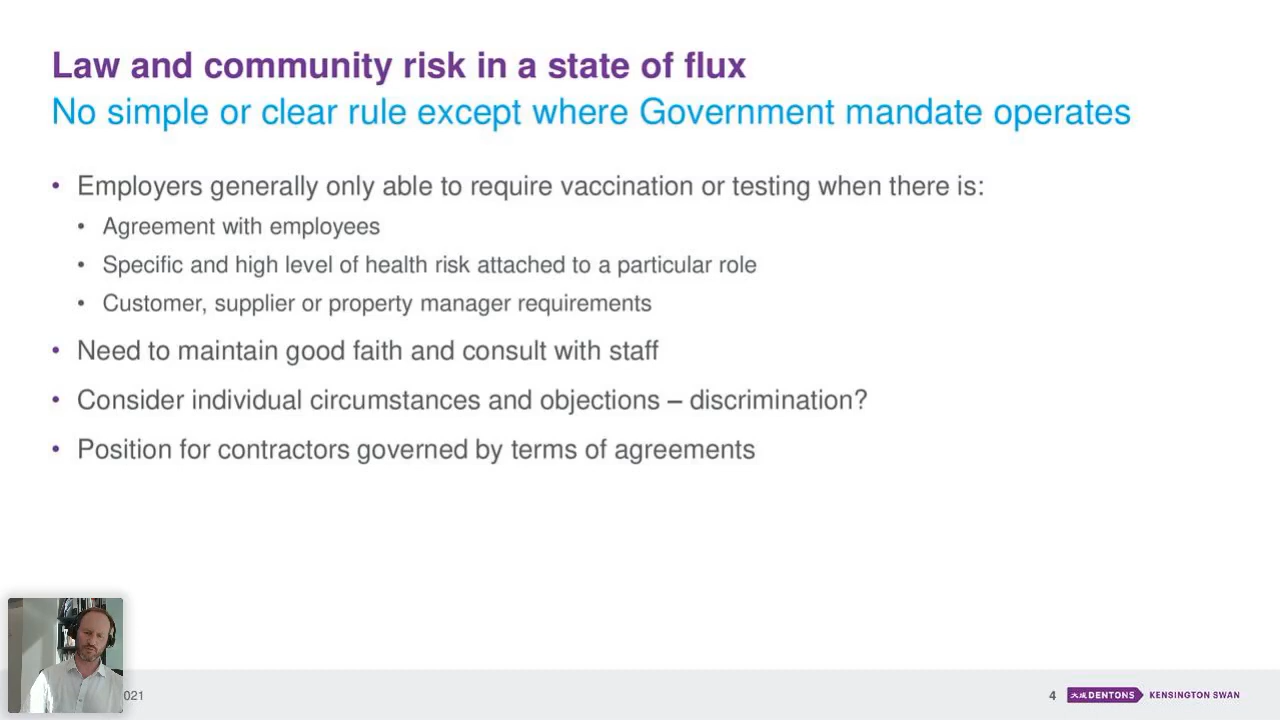 Law and community risk in a state of flux
No simple or clear rule except where Government mandate operates
• Employers generally only able to require vaccination or testing when there is:
• Agreement with employees
• Specific and high level of health risk attached to a particular role
• Customer, supplier or property manager requirements
• Need to maintain good faith and consult with staff
• Consider individual circumstances and objections – discrimination?
• Position for contractors governed by terms of agreements
021
4 大成 DENTONS KENSINGTON SWAN